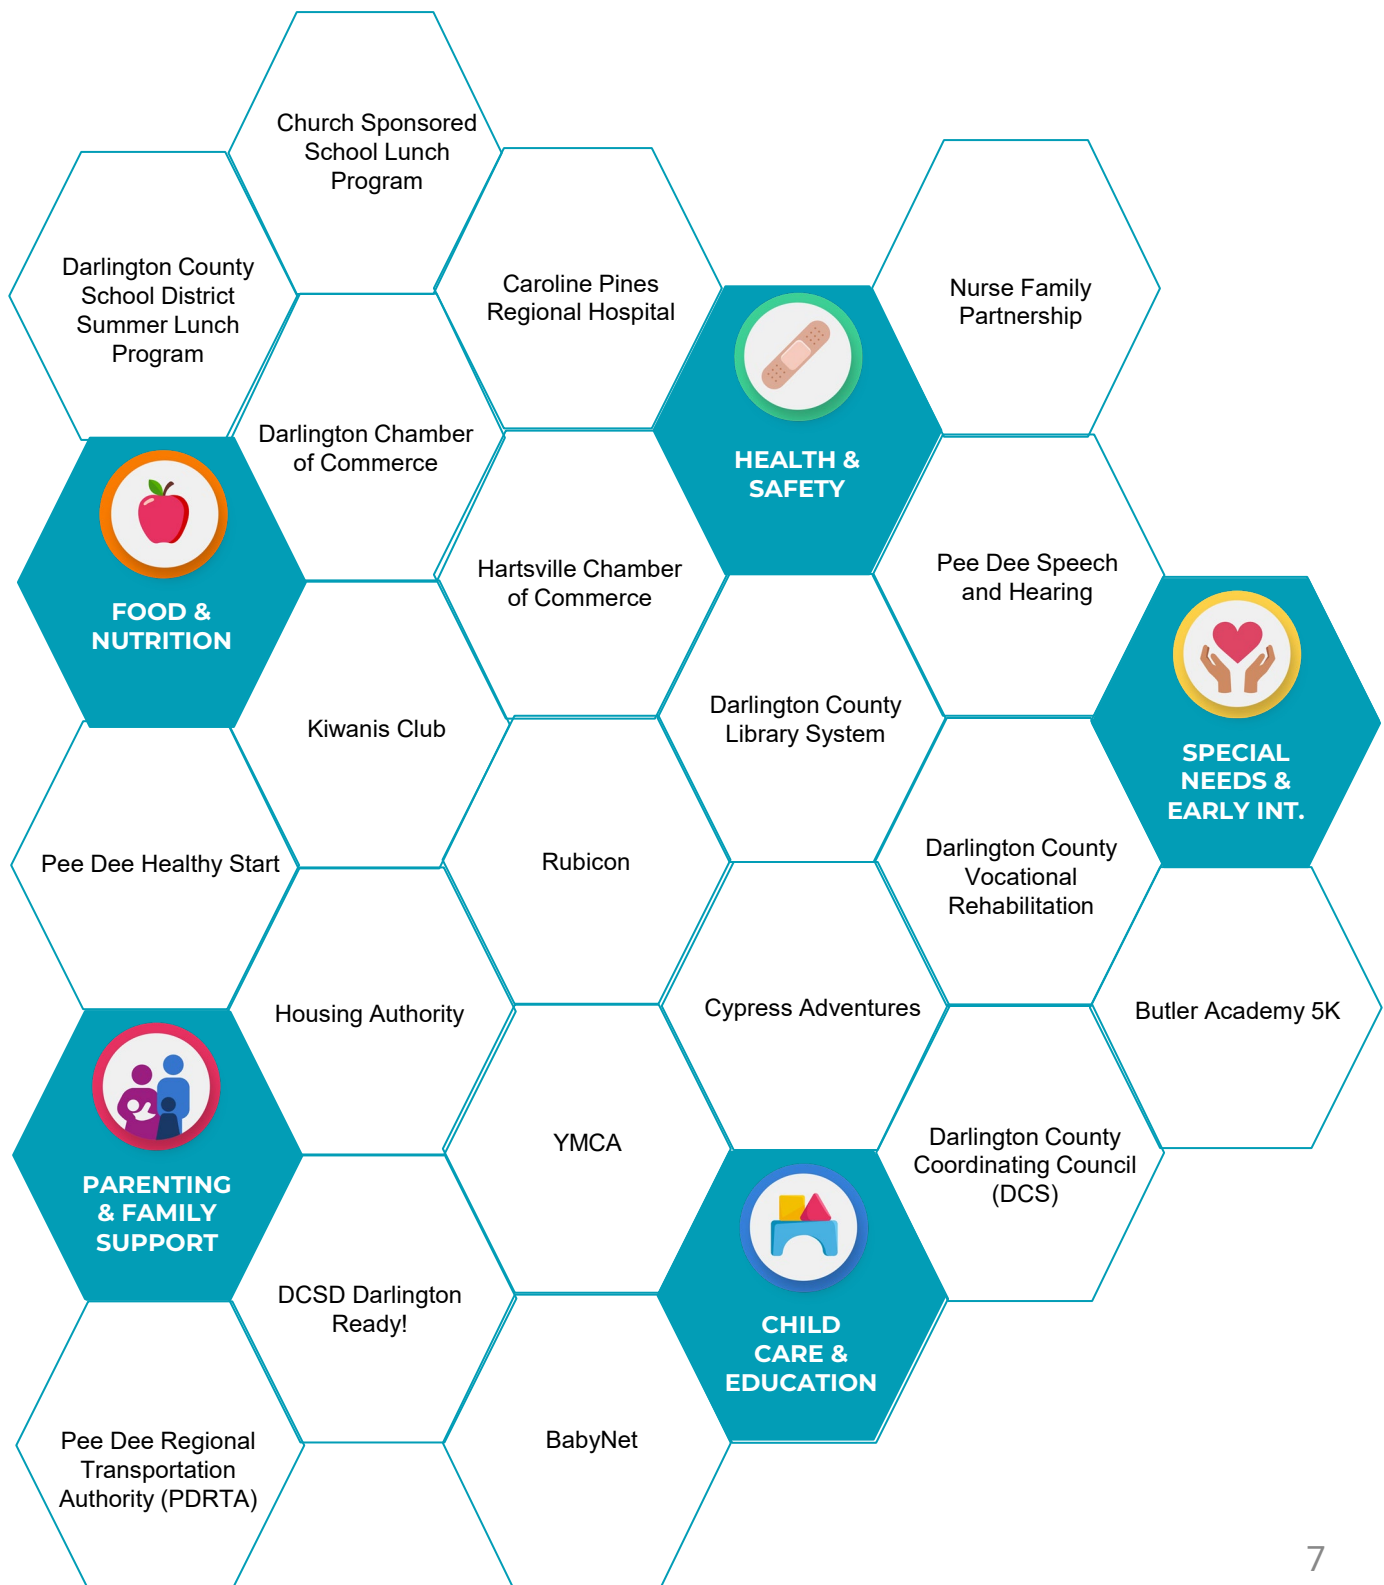 Church Sponsored
School Lunch
Program
Darlington County
School District
Summer Lunch
Program
Caroline Pines
Regional Hospital
Nurse Family
Partnership
Darlington Chamber
of Commerce
HEALTH &
SAFETY
FOOD &
NUTRITION
Hartsville Chamber
of Commerce
Pee Dee Speech
and Hearing
Kiwanis Club
Darlington County
Library System
SPECIAL
NEEDS &
EARLY INT.
Pee Dee Healthy Start
Rubicon
Darlington County
Vocational
Rehabilitation
Housing Authority
Cypress Adventures
Butler Academy 5K
YMCA
Darlington County
Coordinating Council
(DCS)
PARENTING
& FAMILY
SUPPORT
DCSD Darlington
Ready!
CHILD
CARE &
EDUCATION
Pee Dee Regional
Transportation
Authority (PDRTA)
BabyNet
7